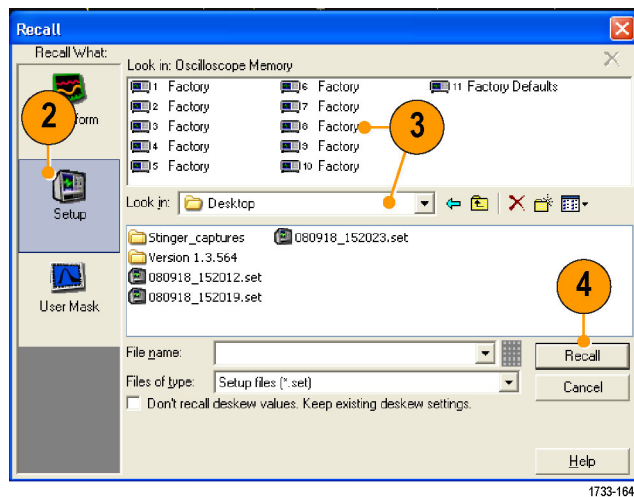 Recall
Recall What:
Look in: Oscilloscope Memory
1 Factory
6 Factory
11 Factory Defaults
2 Factory
7 Factory
3 Factory
8 Factory
4 Factory
9 Factory
5 Factory
10 Factory
2
form
3
Setup
User Mask
Look in:
Desktop
Stinger_captures
080918_152023.set
Version 1.3.564
080918_152012.set
080918_152019.set
4
File name:
Recall
Files of type:
Setup files (*.set)
Cancel
Don't recall deskew values. Keep existing deskew settings.
Help
1733-164